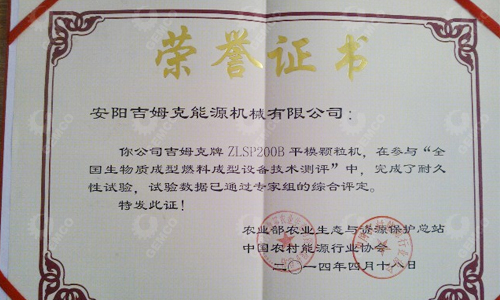 荣誉证书
安阳吉姆克能源机械有限公司：
你公司吉姆克牌ZLSP200B平模颗粒机，在参与“全
国生物质成型燃料成型设备技术测评”中，完成了耐久
性试验，试验数据已通过专家组的综合评定。
特发此证！
农业部农业生态与资源保护总站
中国农村能源行业协会
二〇一四年四月十八日
GEMCO